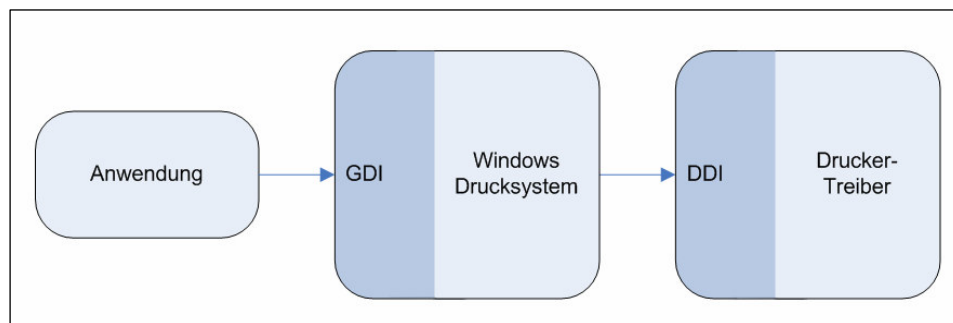 Anwendung
GDI
Windows
Drucksystem
DDI
Drucker-
Treiber